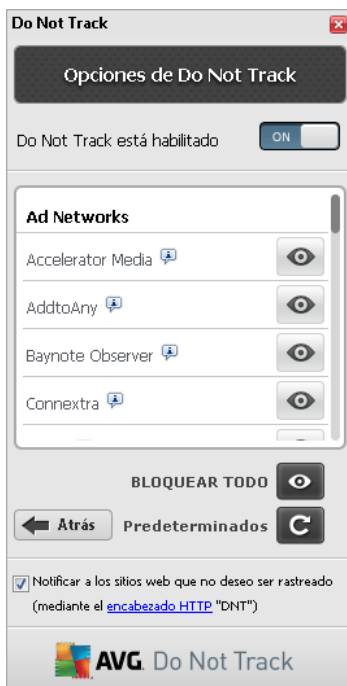 Do Not Track
Opciones de Do Not Track
Do Not Track está habilitado
ON
Ad Networks
Accelerator Media
AddtoAny
Baynote Observer
Connextra
BLOQUEAR TODO
Atrás
Predeterminados
Notificar a los sitios web que no deseo ser rastreado
(mediante el encabezado HTTP "DNT")
AVG. Do Not Track